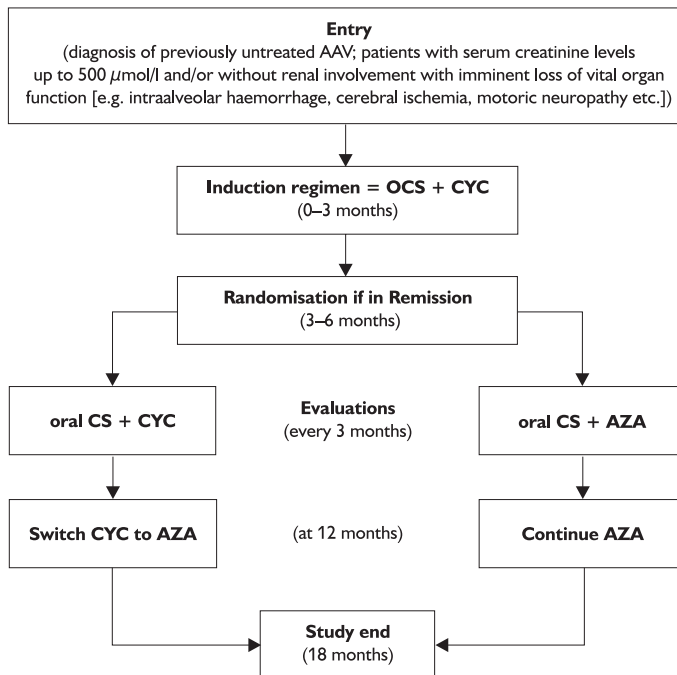 Entry
(diagnosis of previously untreated AAV; patients with serum creatinine levels
up to 500 μmol/l and/or without renal involvement with imminent loss of vital organ
function [e.g. intraalveolar haemorrhage, cerebral ischemia, motoric neuropathy etc.])
Induction regimen = OCS + CYC
(0–3 months)
Randomisation if in Remission
(3–6 months)
oral CS + CYC
Evaluations
(every 3 months)
oral CS + AZA
Switch CYC to AZA
(at 12 months)
Continue AZA
Study end
(18 months)